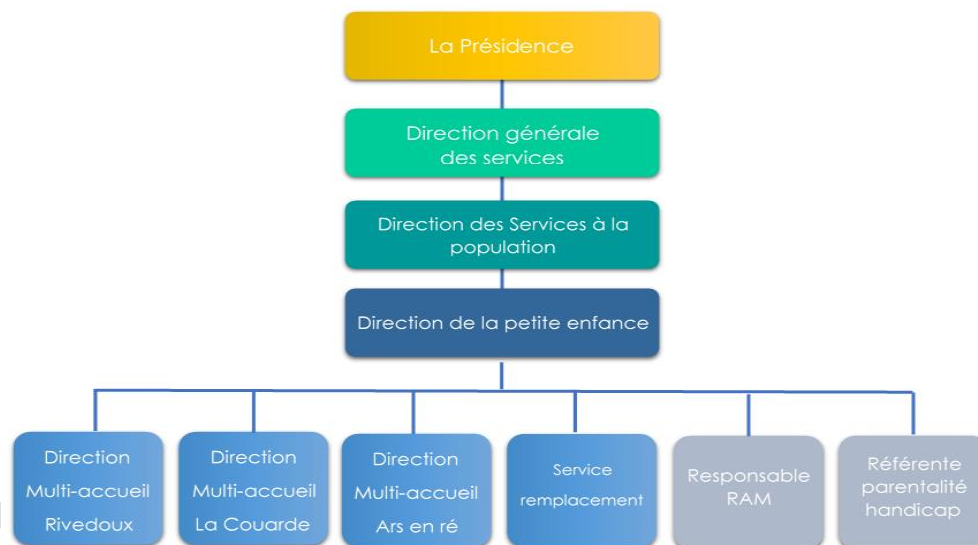 La Présidence
Direction générale
des services
Direction des Services à la
population
Direction de la petite enfance
Direction
Multi-accueil
Rivedoux
Direction
Multi-accueil
La Couarde
Direction
Multi-accueil
Ars en ré
Service
remplacement
Responsable
RAM
Référente
parentalité
handicap